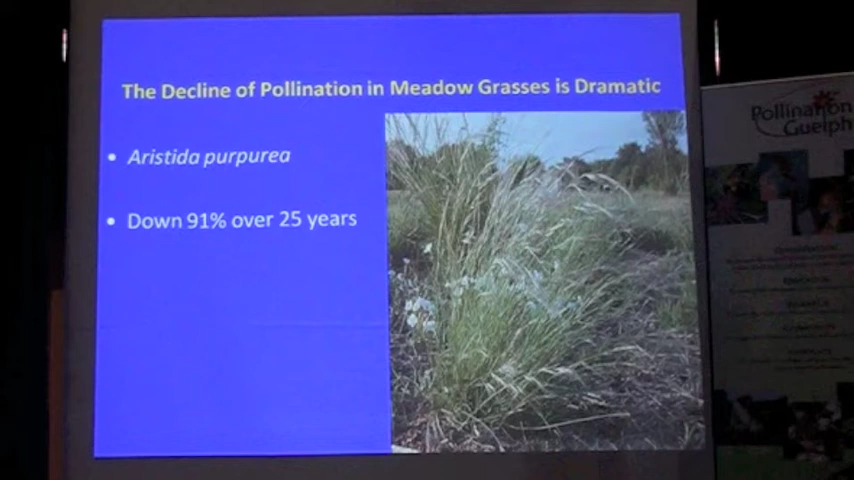 The Decline of Pollination in Meadow Grasses is Dramatic
• Aristida purpurea
• Down 91% over 25 years
Pollination
Guelph